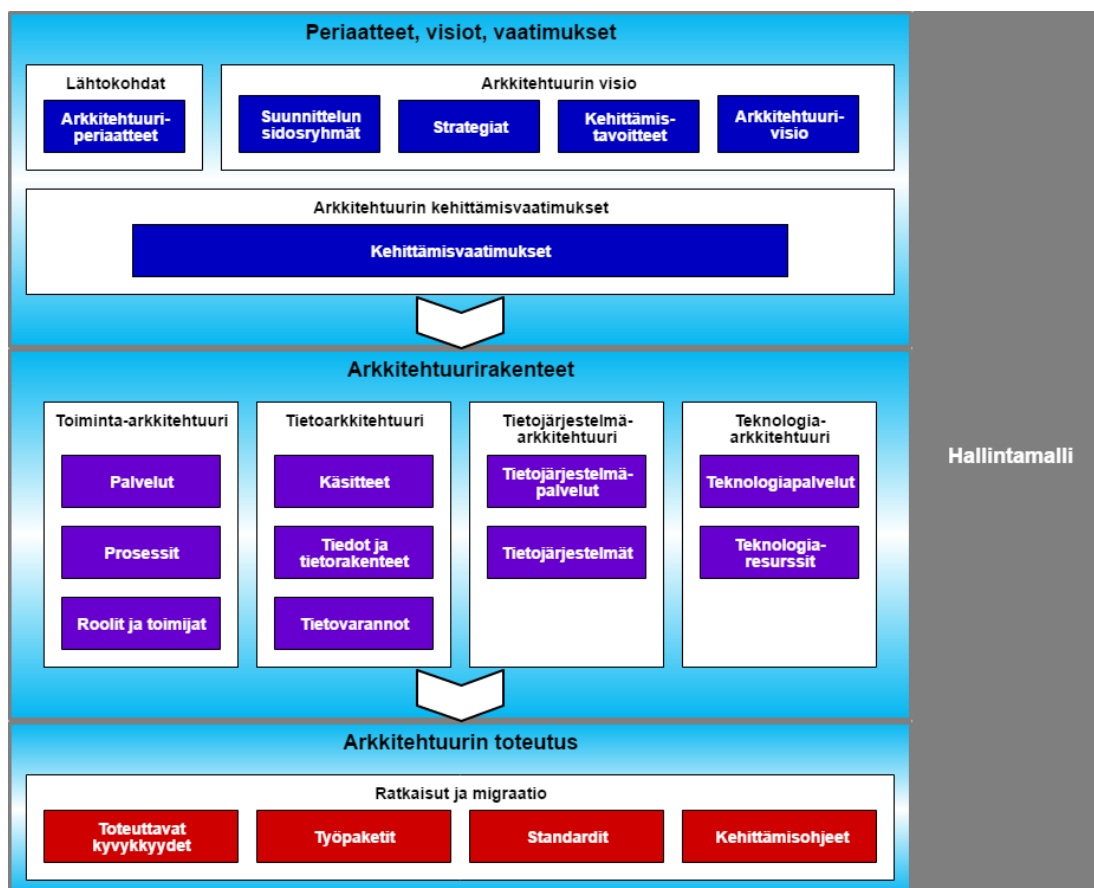 Periaatteet, visiot, vaatimukset
Lähtokohdat
Arkkitehtuuri-
periaatteet
Arkkitehtuurin visio
Suunnittelun
sidosryhmät
Strategiat
Kehittämis-
tavoitteet
Arkkitehtuuri-
visio
Arkkitehtuurin kehittämisvaatimukset
Kehittämisvaatimukset
Arkkitehtuurirakenteet
Toiminta-arkkitehtuuri
Palvelut
Prosessit
Roolit ja toimijat
Tietoarkkitehtuuri
Käsitteet
Tiedot ja
tietorakenteet
Tietovarannot
Tietojärjestelmä-
arkkitehtuuri
Tietojärjestelmä-
palvelut
Tietojärjestelmät
Teknologia-
arkkitehtuuri
Teknologiapalvelut
Teknologia-
resurssit
Arkkitehtuurin toteutus
Ratkaisut ja migraatio
Toteuttavat
kyvykkyydet
Työpaketit
Standardit
Kehittämisohjeet
Hallintamalli